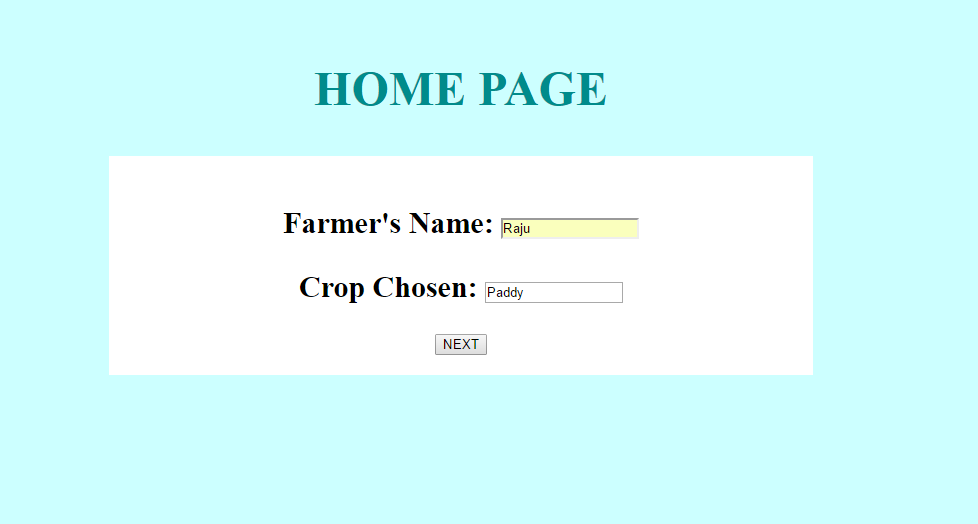 HOME PAGE
Farmer's Name: Raju
Crop Chosen: Paddy
NEXT